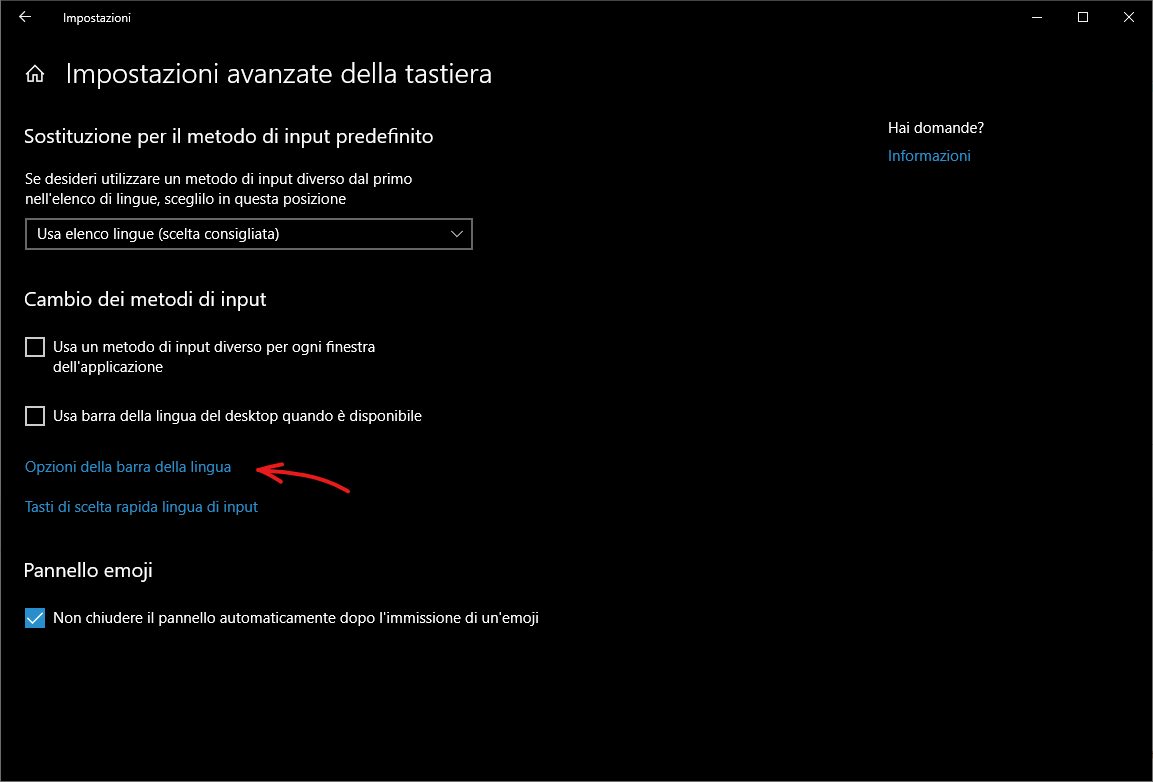 Impostazioni
Impostazioni avanzate della tastiera
Sostituzione per il metodo di input predefinito
Se desideri utilizzare un metodo di input diverso dal primo
nell'elenco di lingue, sceglilo in questa posizione
Usa elenco lingue (scelta consigliata)
Cambio dei metodi di input
Usa un metodo di input diverso per ogni finestra
dell'applicazione
Usa barra della lingua del desktop quando è disponibile
Opzioni della barra della lingua
Tasti di scelta rapida lingua di input
Pannello emoji
Non chiudere il pannello automaticamente dopo l'immissione di un'emoji
Hai domande?
Informazioni